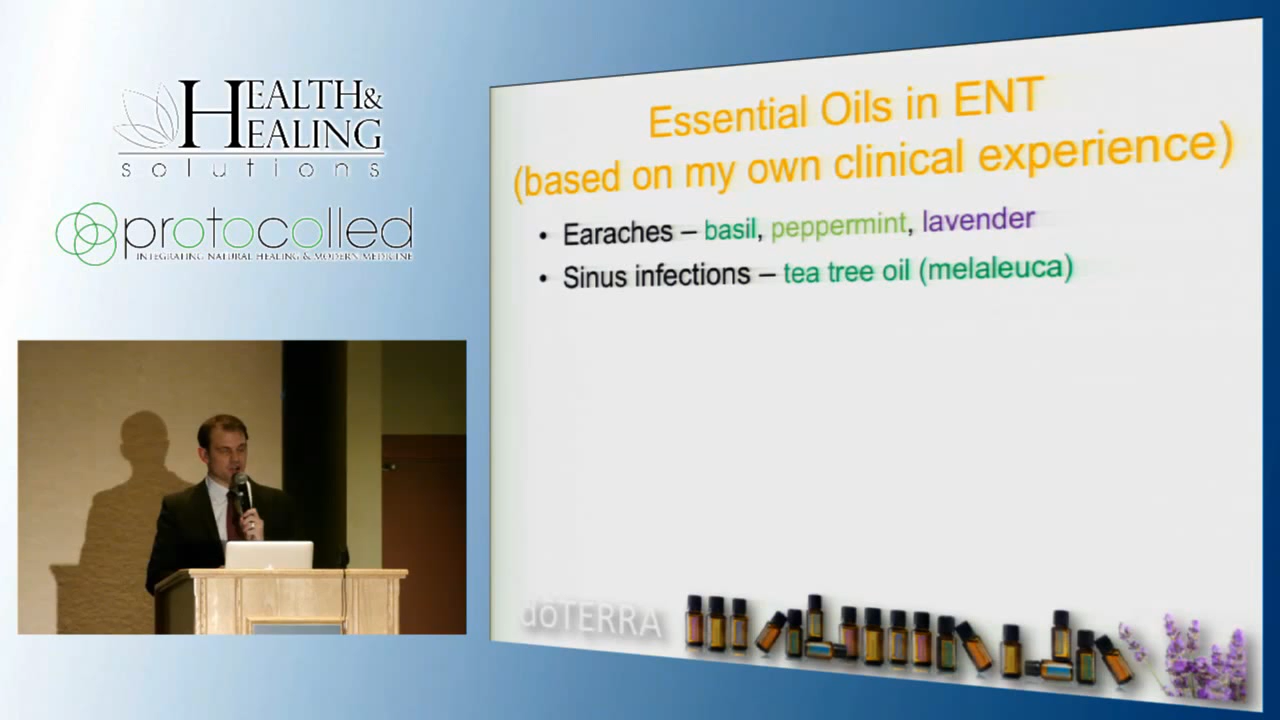 HEALTH&
HEALING
solutions
protocolled
INTEGRATING NATURAL HEALING & MODERN MEDICINE
Essential Oils in ENT
(based on my own clinical experience)
• Earaches – basil, peppermint, lavender
• Sinus infections – tea tree oil (melaleuca)
dōTERRA